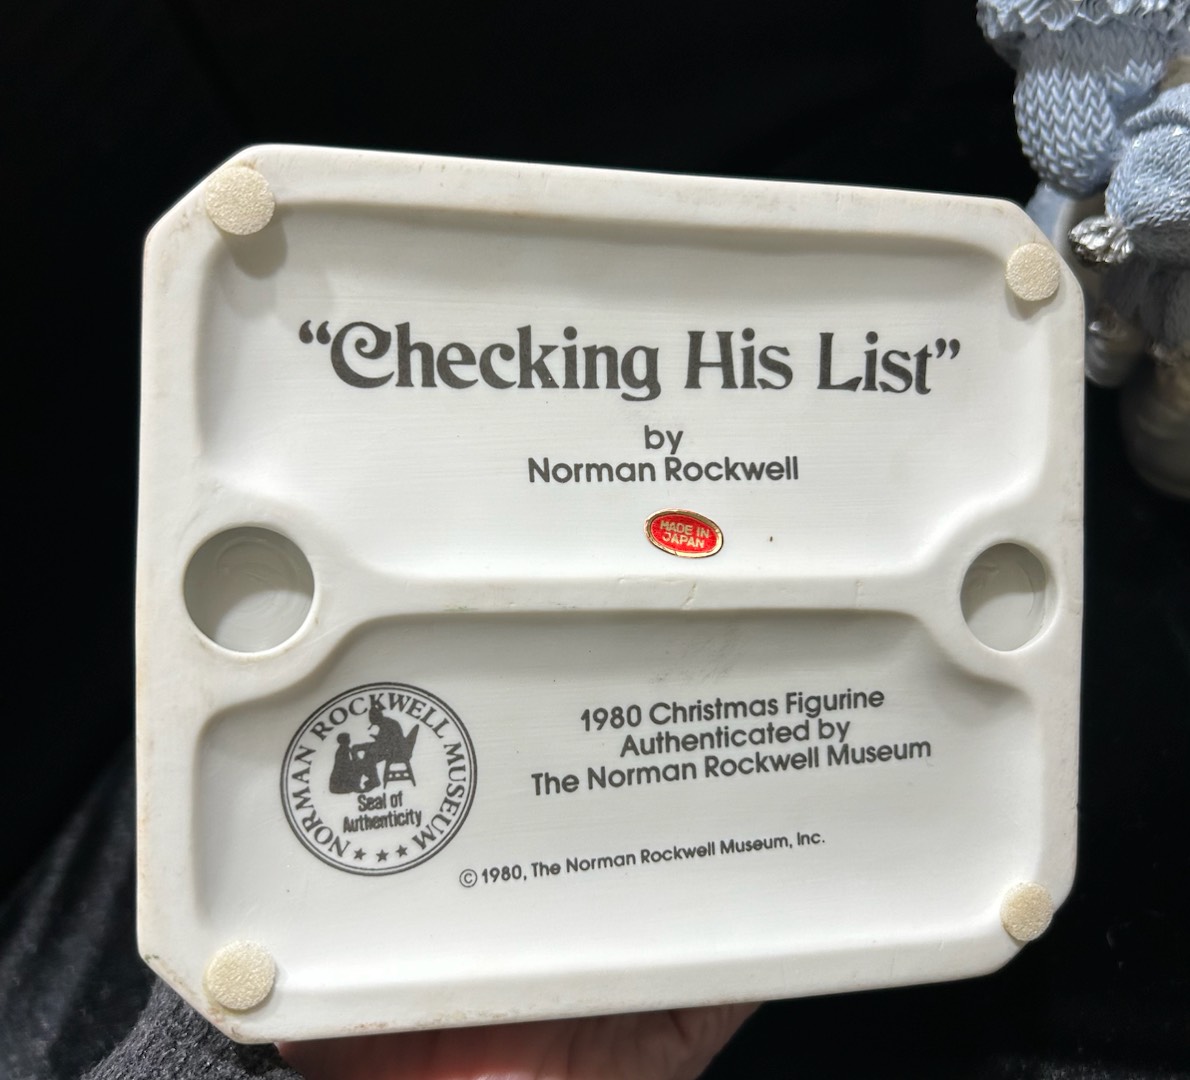 “Checking His List”
by
Norman Rockwell
MADE IN
JAPAN
NORMAN ROCKWELL MUSEUM
Seal of
Authenticity
★ ★ ★
1980 Christmas Figurine
Authenticated by
The Norman Rockwell Museum
© 1980, The Norman Rockwell Museum, Inc.